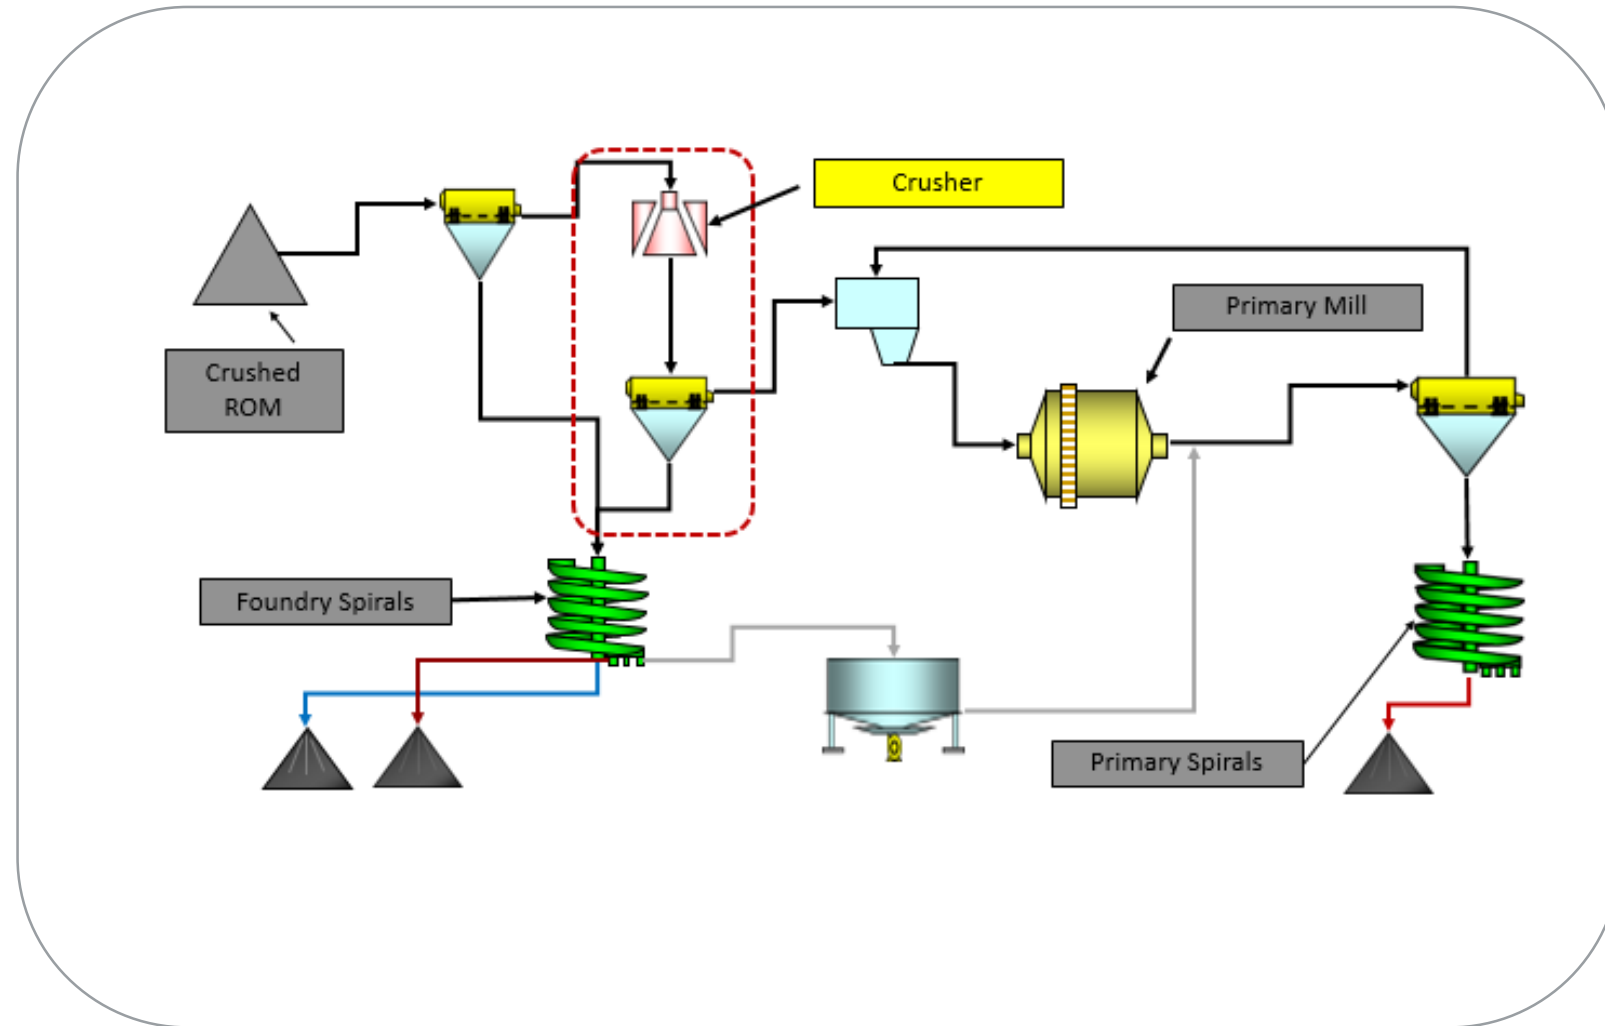 Crusher
Primary Mill
Crushed
ROM
Foundry Spirals
Primary Spirals